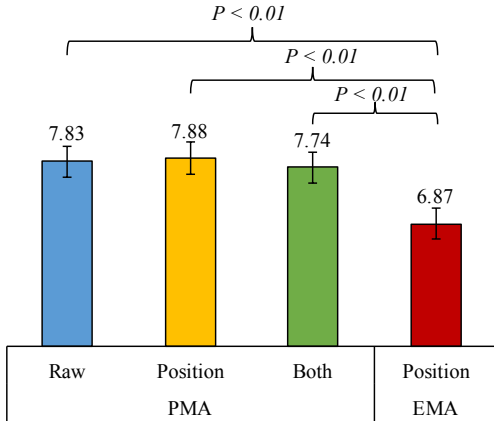 P < 0.01
P < 0.01
P < 0.01
7.83
7.88
7.74
6.87
Raw Position Both Position
PMA EMA